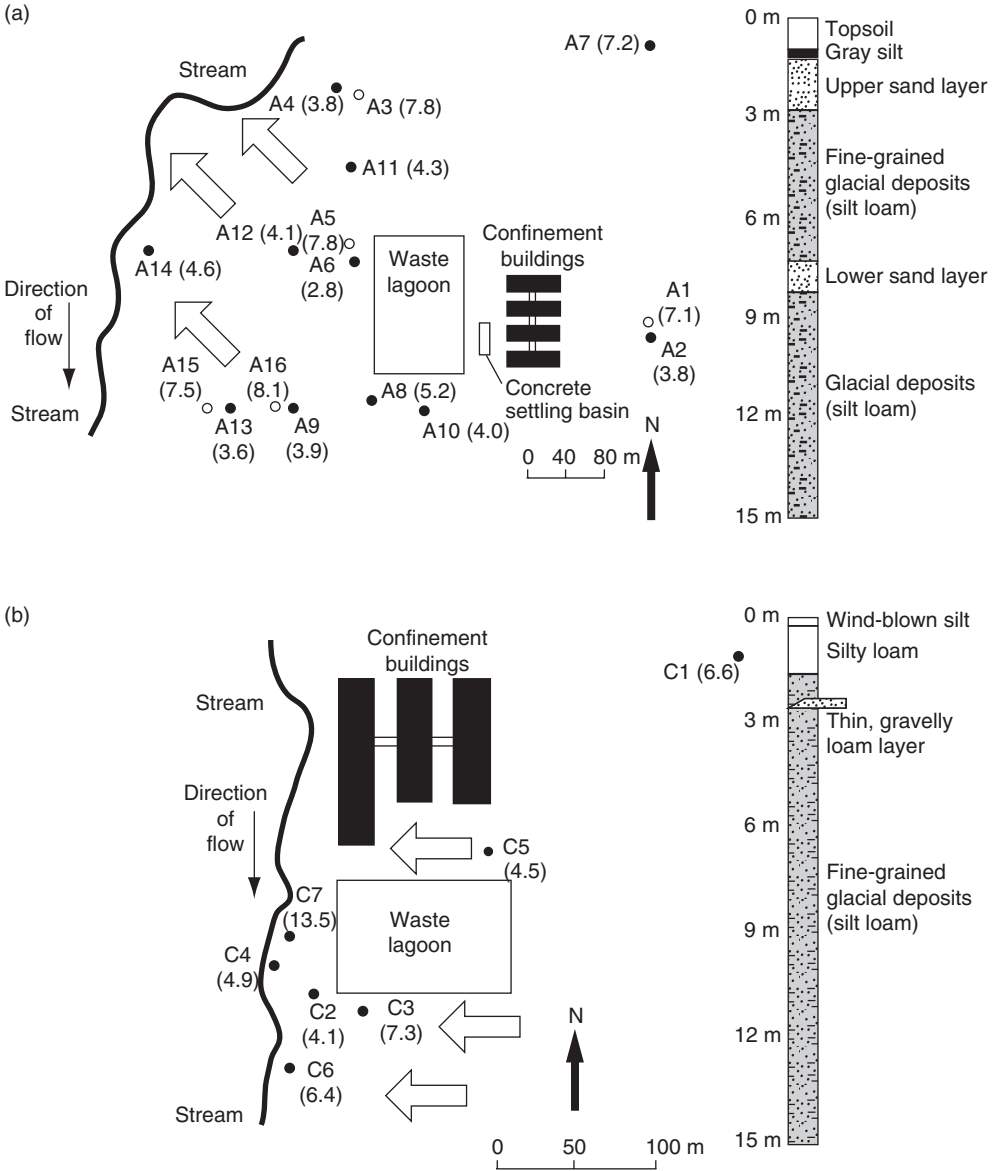 (a)
Stream
A7 (7.2)
A4 (3.8)
A3 (7.8)
A11 (4.3)
A12 (4.1)
A5
(7.8)
A6
(2.8)
A14 (4.6)
Waste
lagoon
Confinement
buildings
A1
(7.1)
A2
(3.8)
Direction
of
flow
Stream
A15
(7.5)
A16
(8.1)
A13
(3.6)
A9
(3.9)
A8 (5.2)
A10 (4.0)
Concrete
settling basin
N
0 40 80 m
0 m
3 m
6 m
9 m
12 m
15 m
Topsoil
Gray silt
Upper sand layer
Fine-grained
glacial deposits
(silt loam)
Lower sand layer
Glacial deposits
(silt loam)
(b)
Confinement
buildings
Stream
C1 (6.6)
Direction
of
flow
C5
(4.5)
C7
(13.5)
Waste
lagoon
C4
(4.9)
C2
(4.1)
C3
(7.3)
C6
(6.4)
Stream
N
0 50 100 m
0 m
3 m
6 m
9 m
12 m
15 m
Wind-blown silt
Silty loam
Thin, gravelly
loam layer
Fine-grained
glacial deposits
(silt loam)